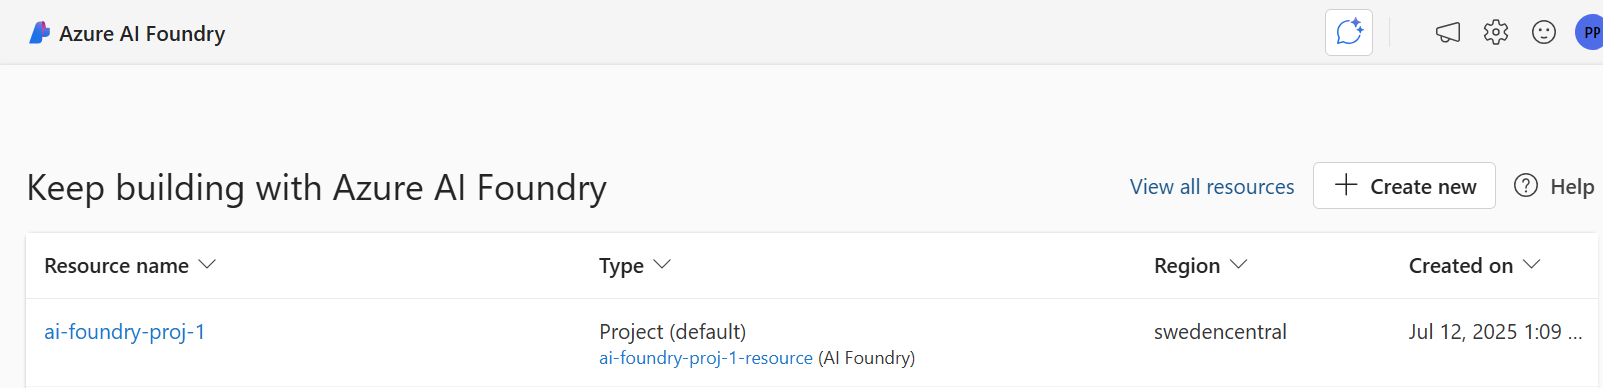 Azure AI Foundry
PP
Keep building with Azure AI Foundry
View all resources
Create new
Help
Resource name
Type
Region
Created on
ai-foundry-proj-1
Project (default)
swedencentral
Jul 12, 2025 1:09 ...
ai-foundry-proj-1-resource (AI Foundry)